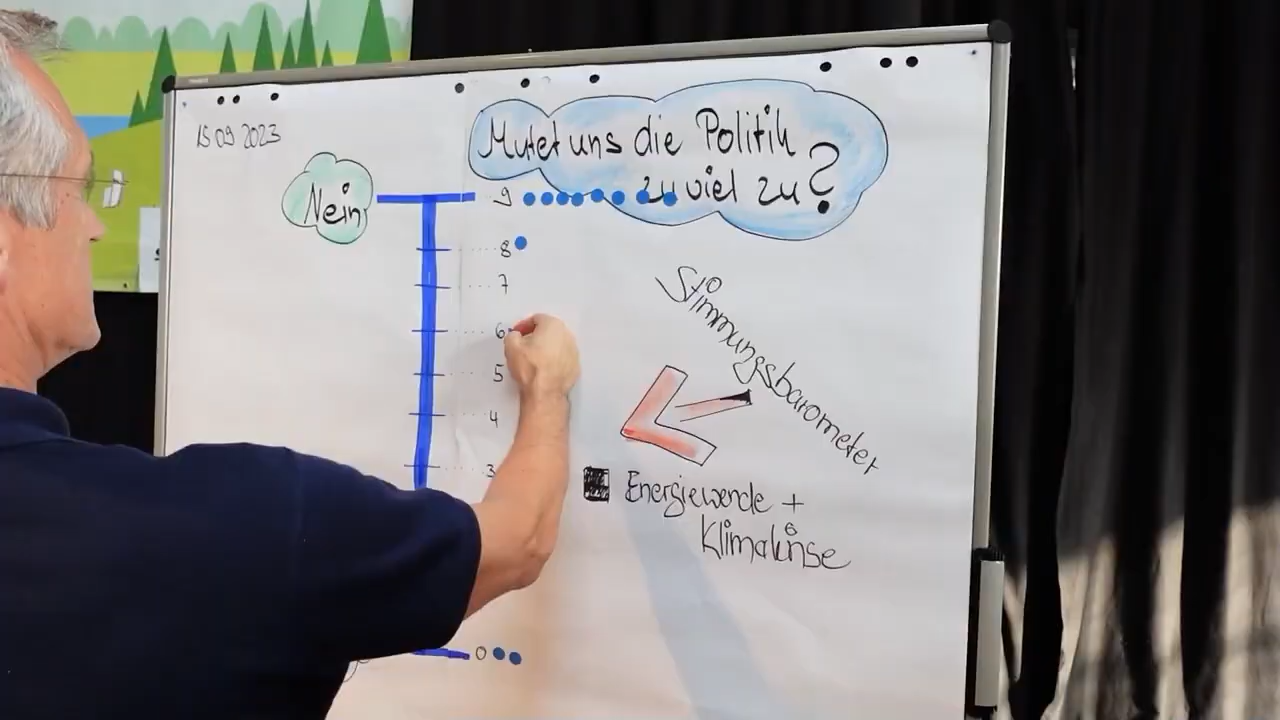 15 09 2023
Mutet uns die Politik
zu viel zu?
Nein
9
8
7
6
5
4
3
0
Stimmungsbarometer
Energiewende +
Klimakrise